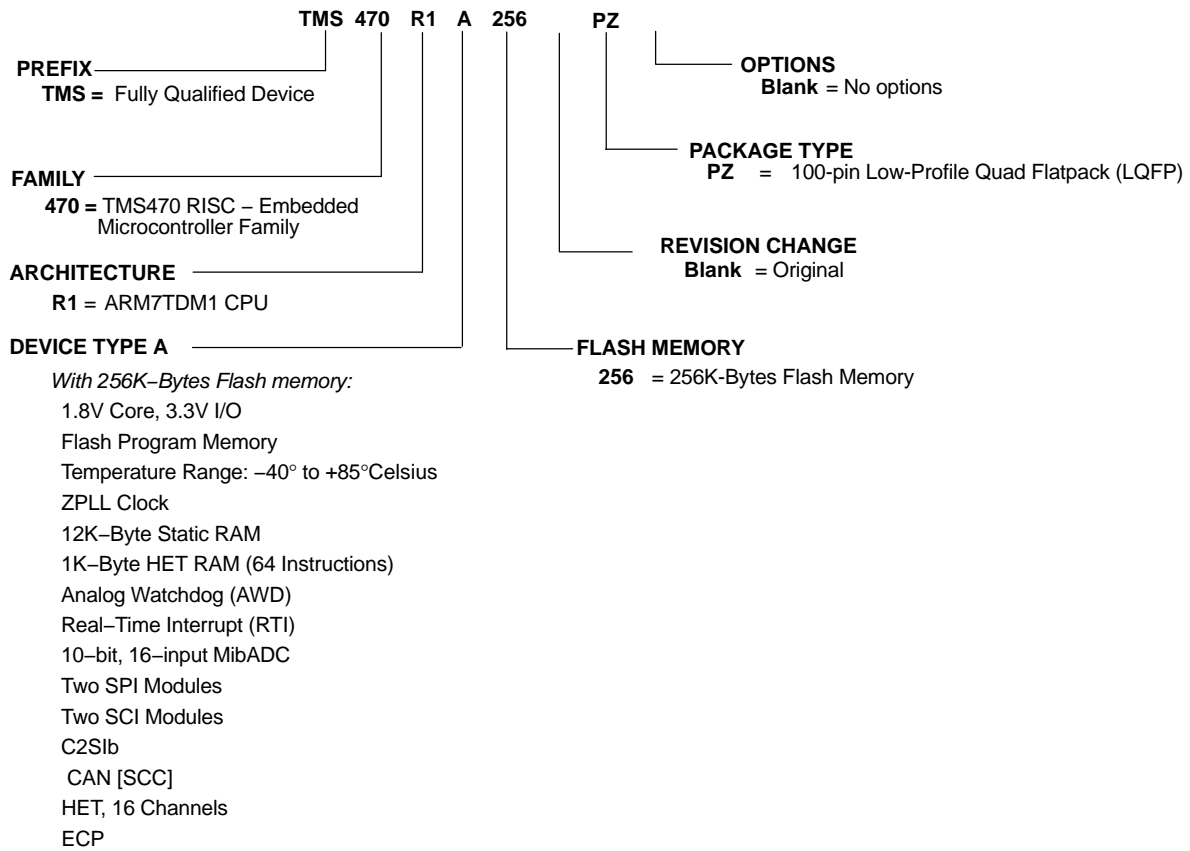 TMS 470 R1 A 256 PZ
PREFIX
TMS = Fully Qualified Device
OPTIONS
Blank = No options
PACKAGE TYPE
PZ = 100-pin Low-Profile Quad Flatpack (LQFP)
FAMILY
470 = TMS470 RISC − Embedded
Microcontroller Family
REVISION CHANGE
Blank = Original
ARCHITECTURE
R1 = ARM7TDM1 CPU
DEVICE TYPE A
FLASH MEMORY
256 = 256K-Bytes Flash Memory
With 256K−Bytes Flash memory:
1.8V Core, 3.3V I/O
Flash Program Memory
Temperature Range: −40° to +85°Celsius
ZPLL Clock
12K−Byte Static RAM
1K−Byte HET RAM (64 Instructions)
Analog Watchdog (AWD)
Real−Time Interrupt (RTI)
10−bit, 16−input MibADC
Two SPI Modules
Two SCI Modules
C2SIb
CAN [SCC]
HET, 16 Channels
ECP